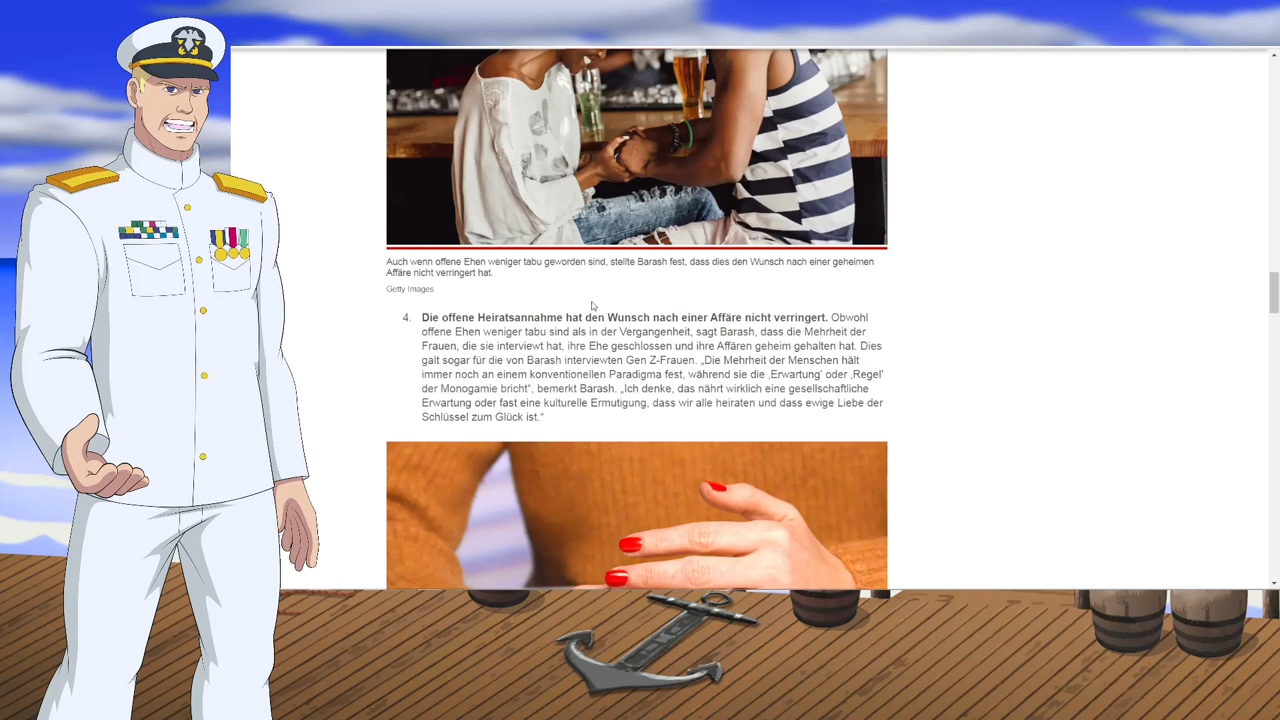 Auch wenn offene Ehen weniger tabu geworden sind, stellte Barash fest, dass dies den Wunsch nach einer geheimen
Affäre nicht verringert hat.
Getty Images
4. Die offene Heiratsannahme hat den Wunsch nach einer Affäre nicht verringert. Obwohl
offene Ehen weniger tabu sind als in der Vergangenheit, sagt Barash, dass die Mehrheit der
Frauen, die sie interviewt hat, ihre Ehe geschlossen und ihre Affären geheim gehalten hat. Dies
galt sogar für die von Barash interviewten Gen Z-Frauen. „Die Mehrheit der Menschen hält
immer noch an einem konventionellen Paradigma fest, während sie die ‚Erwartung' oder ‚Regel'
der Monogamie bricht“, bemerkt Barash. „Ich denke, das nährt wirklich eine gesellschaftliche
Erwartung oder fast eine kulturelle Ermutigung, dass wir alle heiraten und dass ewige Liebe der
Schlüssel zum Glück ist.“